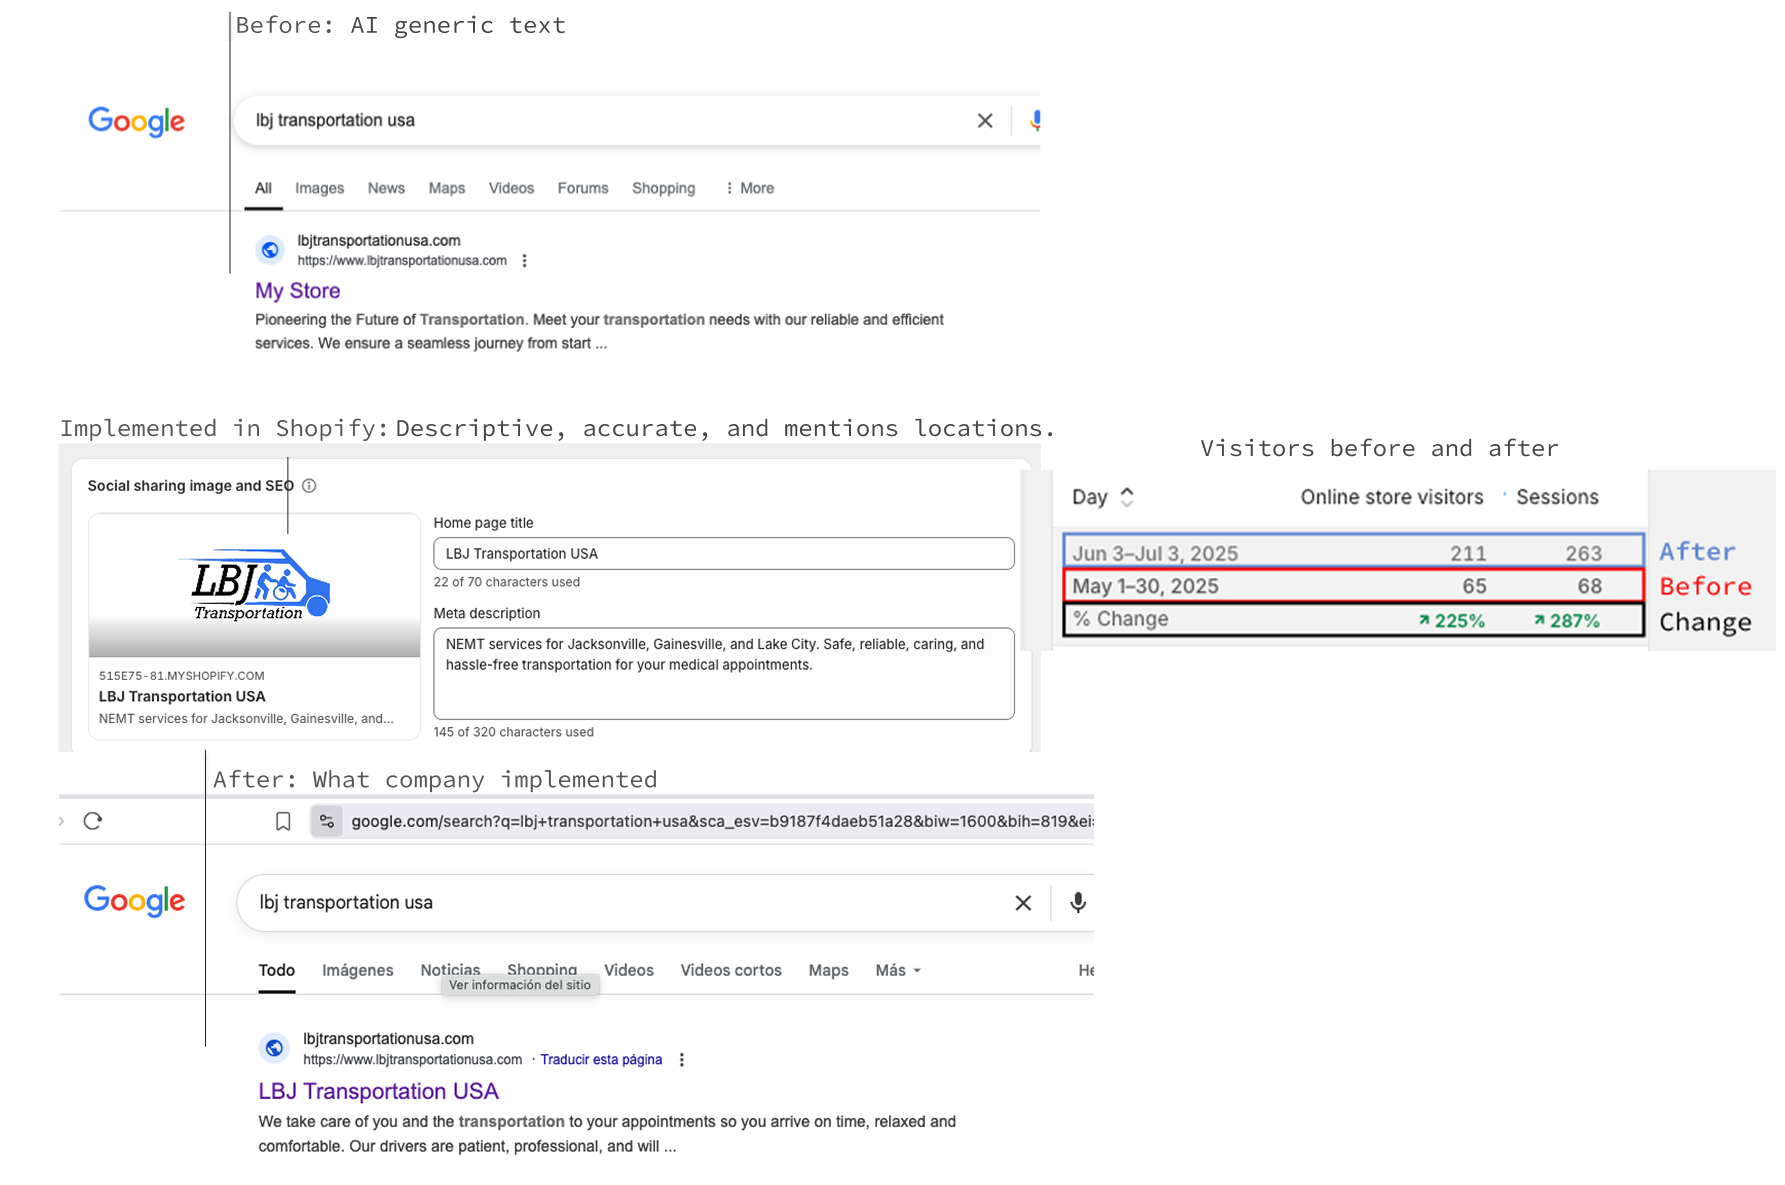 Before: AI generic text
Google
lbj transportation usa
All Images News Maps Videos Forums Shopping More
lbjtransportationusa.com
https://www.lbjtransportationusa.com
My Store
Pioneering the Future of Transportation. Meet your transportation needs with our reliable and efficient
services. We ensure a seamless journey from start ...
Implemented in Shopify: Descriptive, accurate, and mentions locations.
Social sharing image and SEO
LBJ
Transportation
515E75-81.MYSHOPIFY.COM
LBJ Transportation USA
NEMT services for Jacksonville, Gainesville, and...
Home page title
LBJ Transportation USA
22 of 70 characters used
Meta description
NEMT services for Jacksonville, Gainesville, and Lake City. Safe, reliable, caring, and
hassle-free transportation for your medical appointments.
145 of 320 characters used
Visitors before and after
Day Online store visitors Sessions
Jun 3–Jul 3, 2025 211 263 After
May 1–30, 2025 65 68 Before
% Change 225% 287% Change
After: What company implemented
google.com/search?q=lbj+transportation+usa&sca_esv=b9187f4daeb51a28&biw=1600&bih=819&ei=
Google
lbj transportation usa
Todo Imágenes Noticias Shopping Videos Videos cortos Maps Más He
Ver información del sitio
lbjtransportationusa.com
https://www.lbjtransportationusa.com · Traducir esta página
LBJ Transportation USA
We take care of you and the transportation to your appointments so you arrive on time, relaxed and
comfortable. Our drivers are patient, professional, and will ...